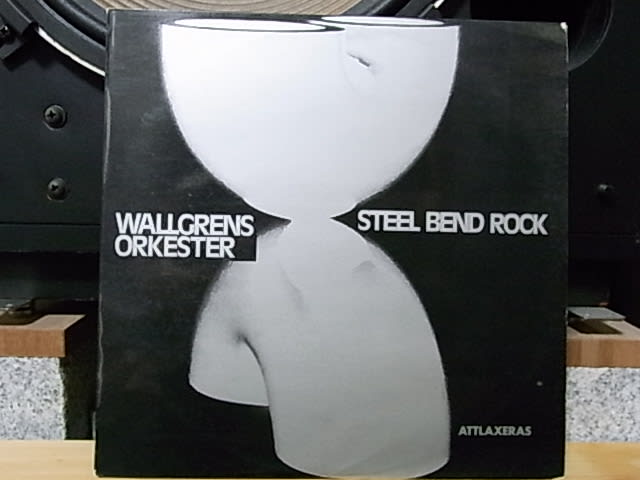 WALLGRENS
ORKESTER
STEEL BEND ROCK
ATTLAXERAS